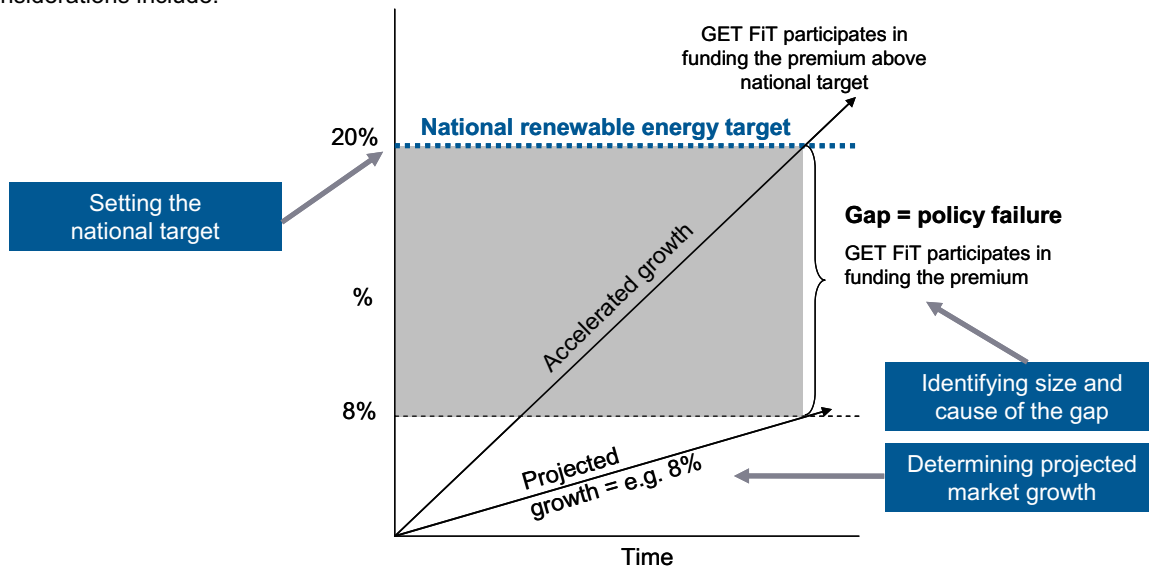 nsiderations include:
GET FiT participates in
funding the premium above
national target
20%
National renewable energy target
Setting the
national target
Gap = policy failure
GET FiT participates in
funding the premium
%
Accelerated growth
Identifying size and
cause of the gap
8%
Projected
growth = e.g. 8%
Determining projected
market growth
Time